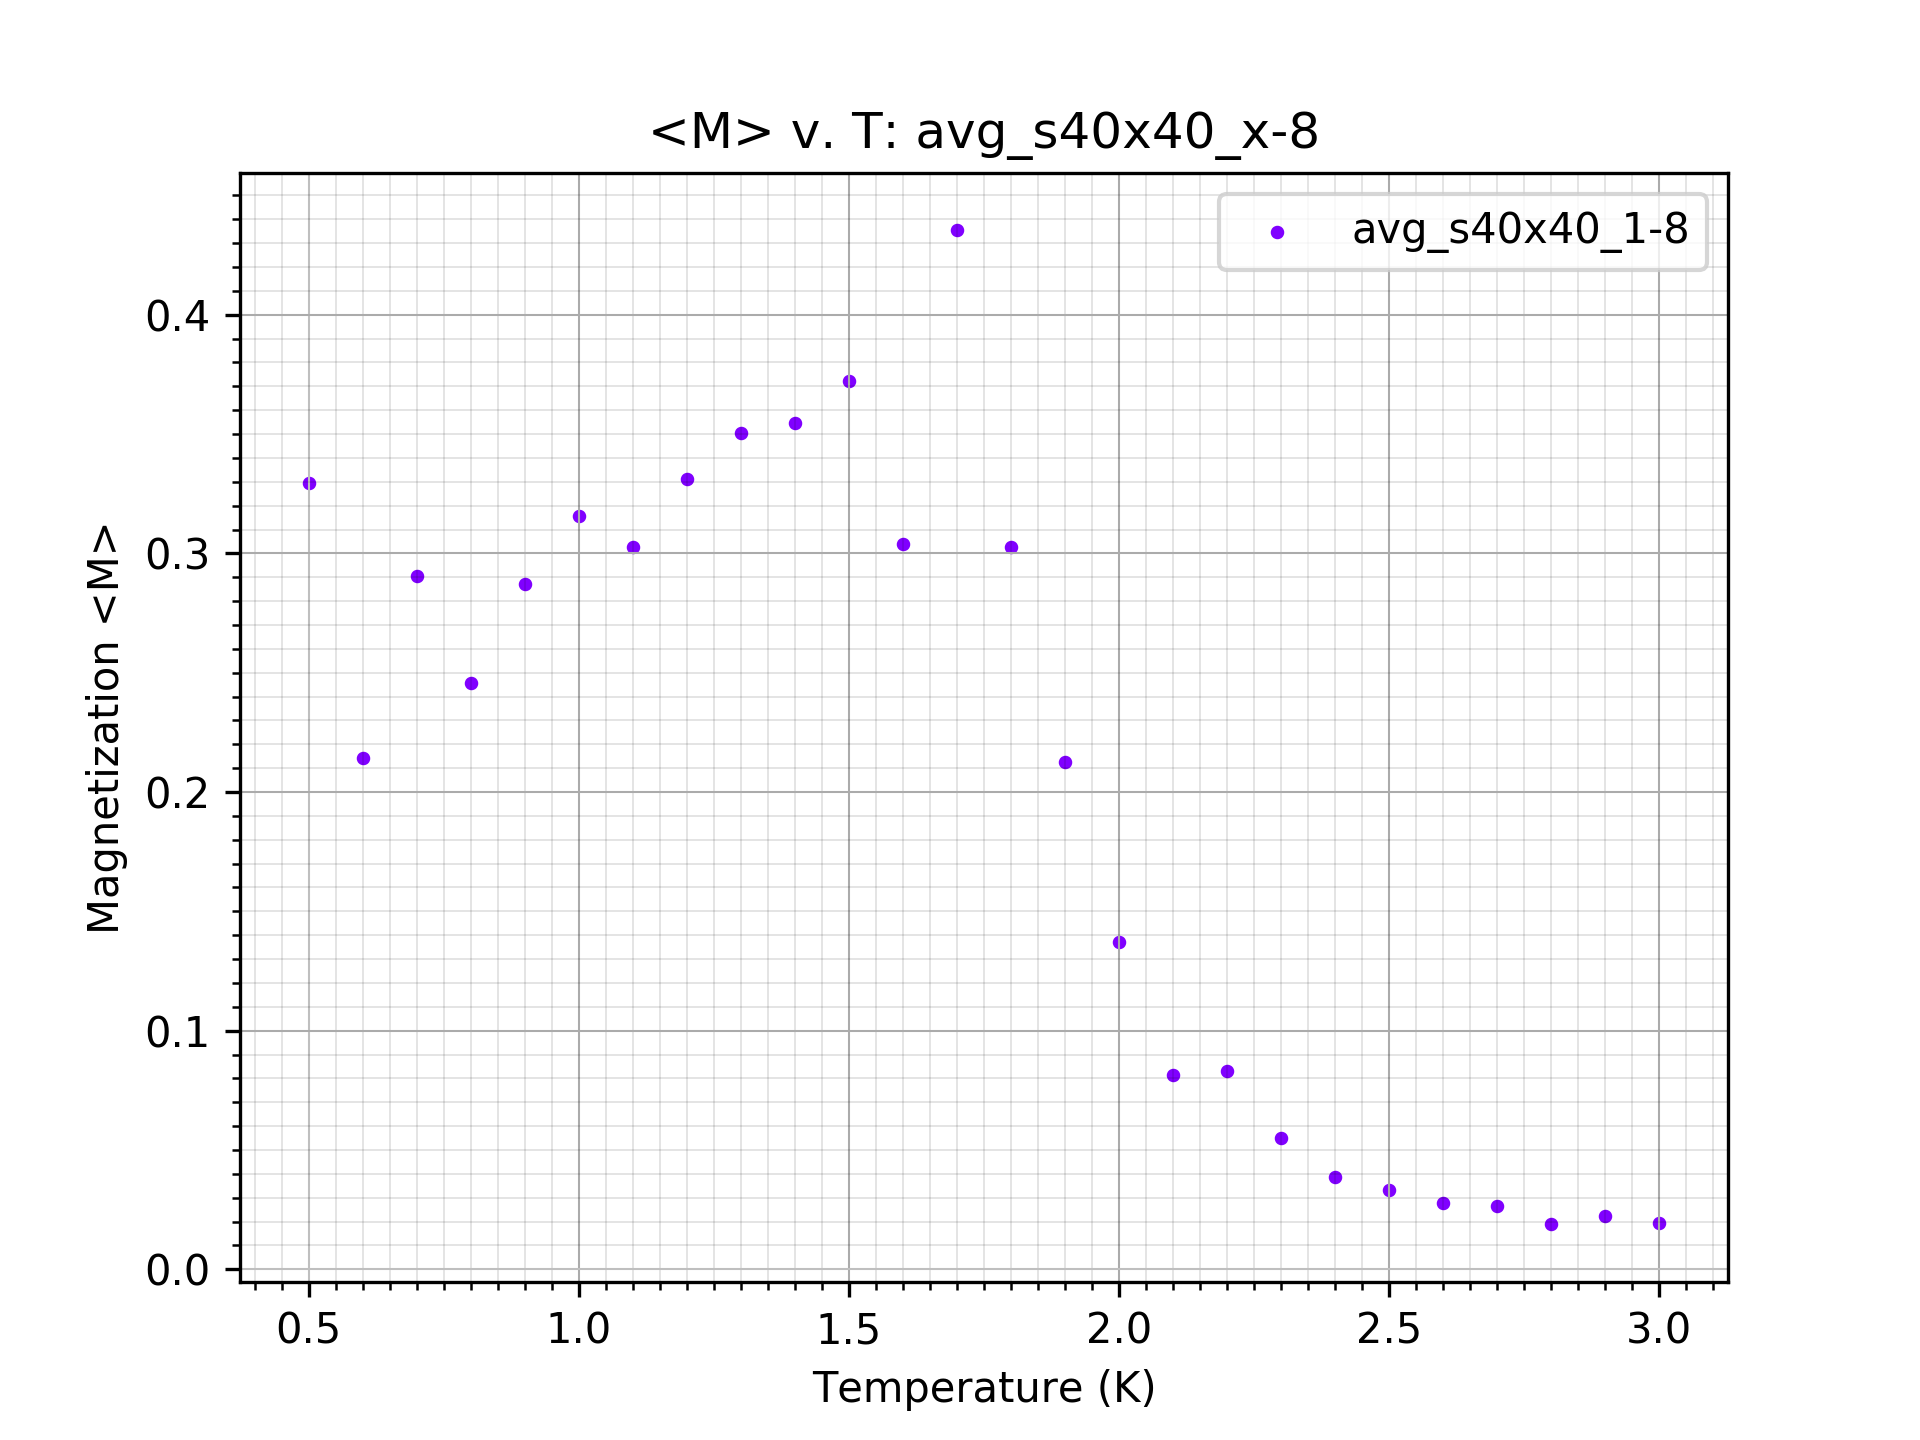 <M> v. T: avg_s40x40_x-8
avg_s40x40_1-8
Magnetization <M>
0.4
0.3
0.2
0.1
0.0
0.5 1.0 1.5 2.0 2.5 3.0
Temperature (K)